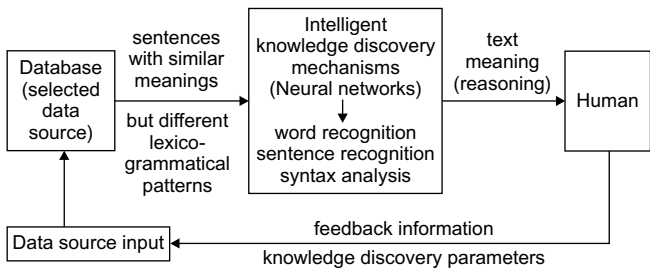 Database
(selected
data
source)
sentences
with similar
meanings
but different
lexico-
grammatical
patterns
Intelligent
knowledge discovery
mechanisms
(Neural networks)
word recognition
sentence recognition
syntax analysis
text
meaning
(reasoning)
Human
feedback information
knowledge discovery parameters
Data source input